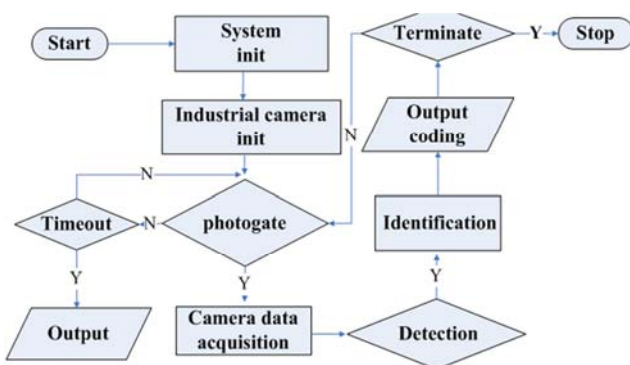 Start
System
init
Industrial camera
init
N
Timeout
N
photogate
Y
Y
Output
Camera data
acquisition
Detection
Y
Identification
Output
coding
N
Terminate
Y
Stop